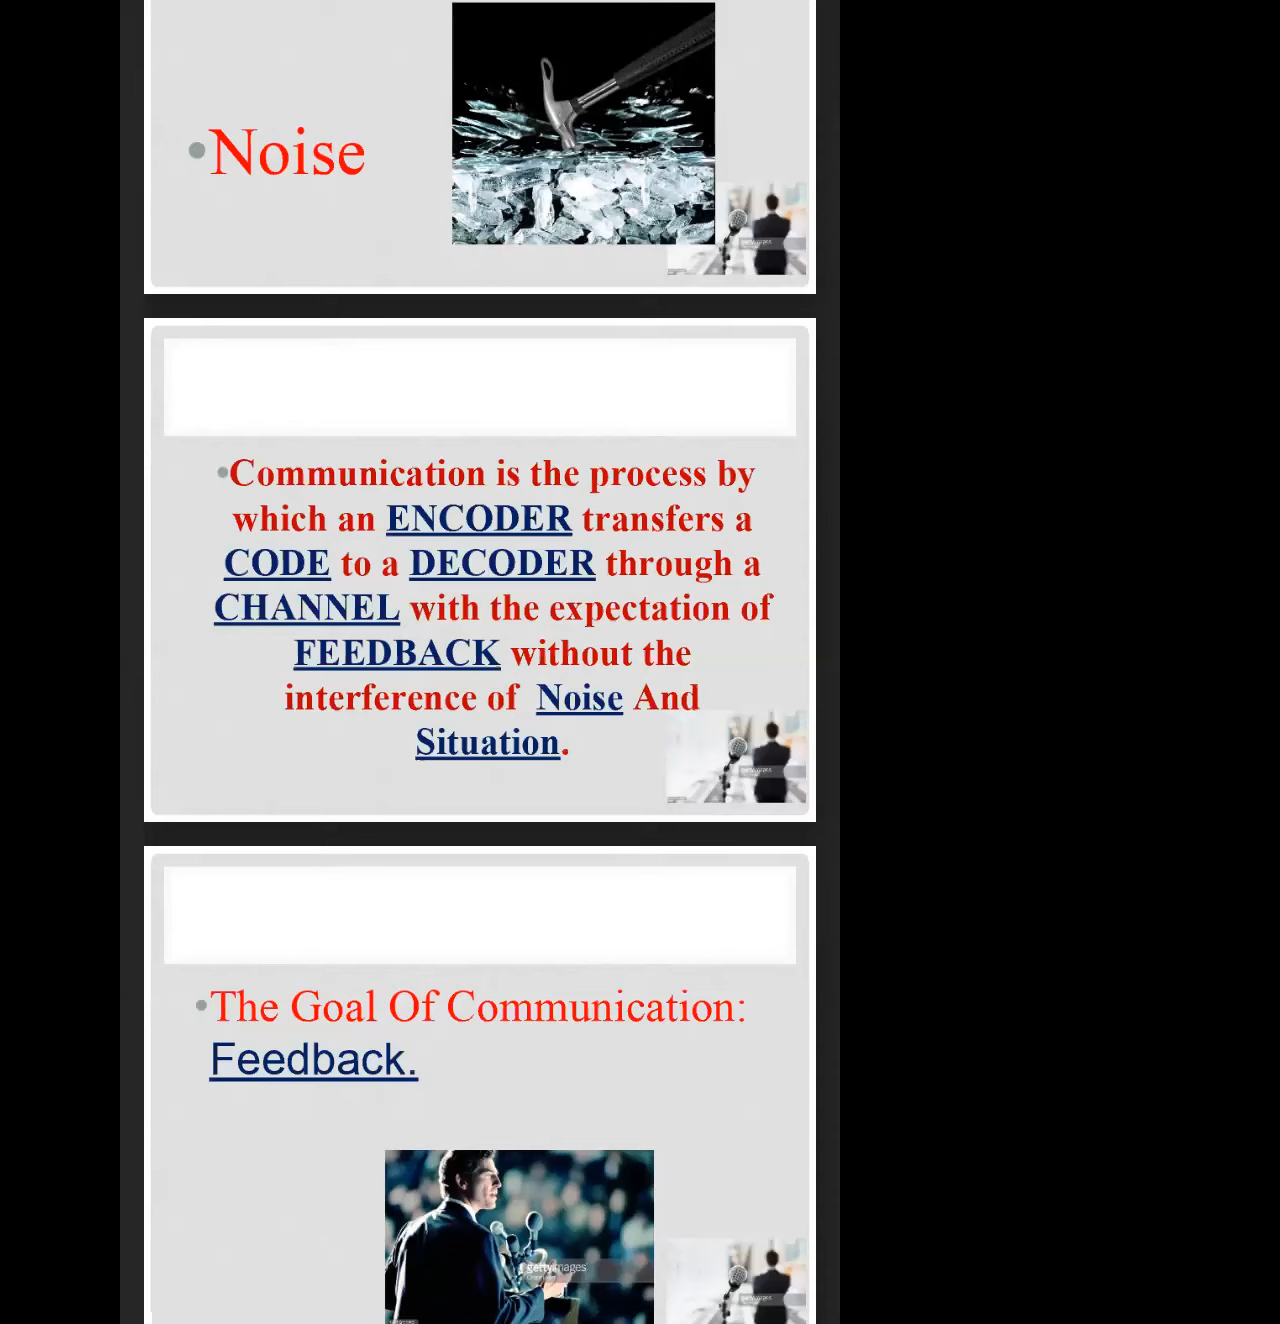 •Noise
•Communication is the process by
which an ENCODER transfers a
CODE to a DECODER through a
CHANNEL with the expectation of
FEEDBACK without the
interference of Noise And
Situation.
•The Goal Of Communication:
Feedback.
gettyimages